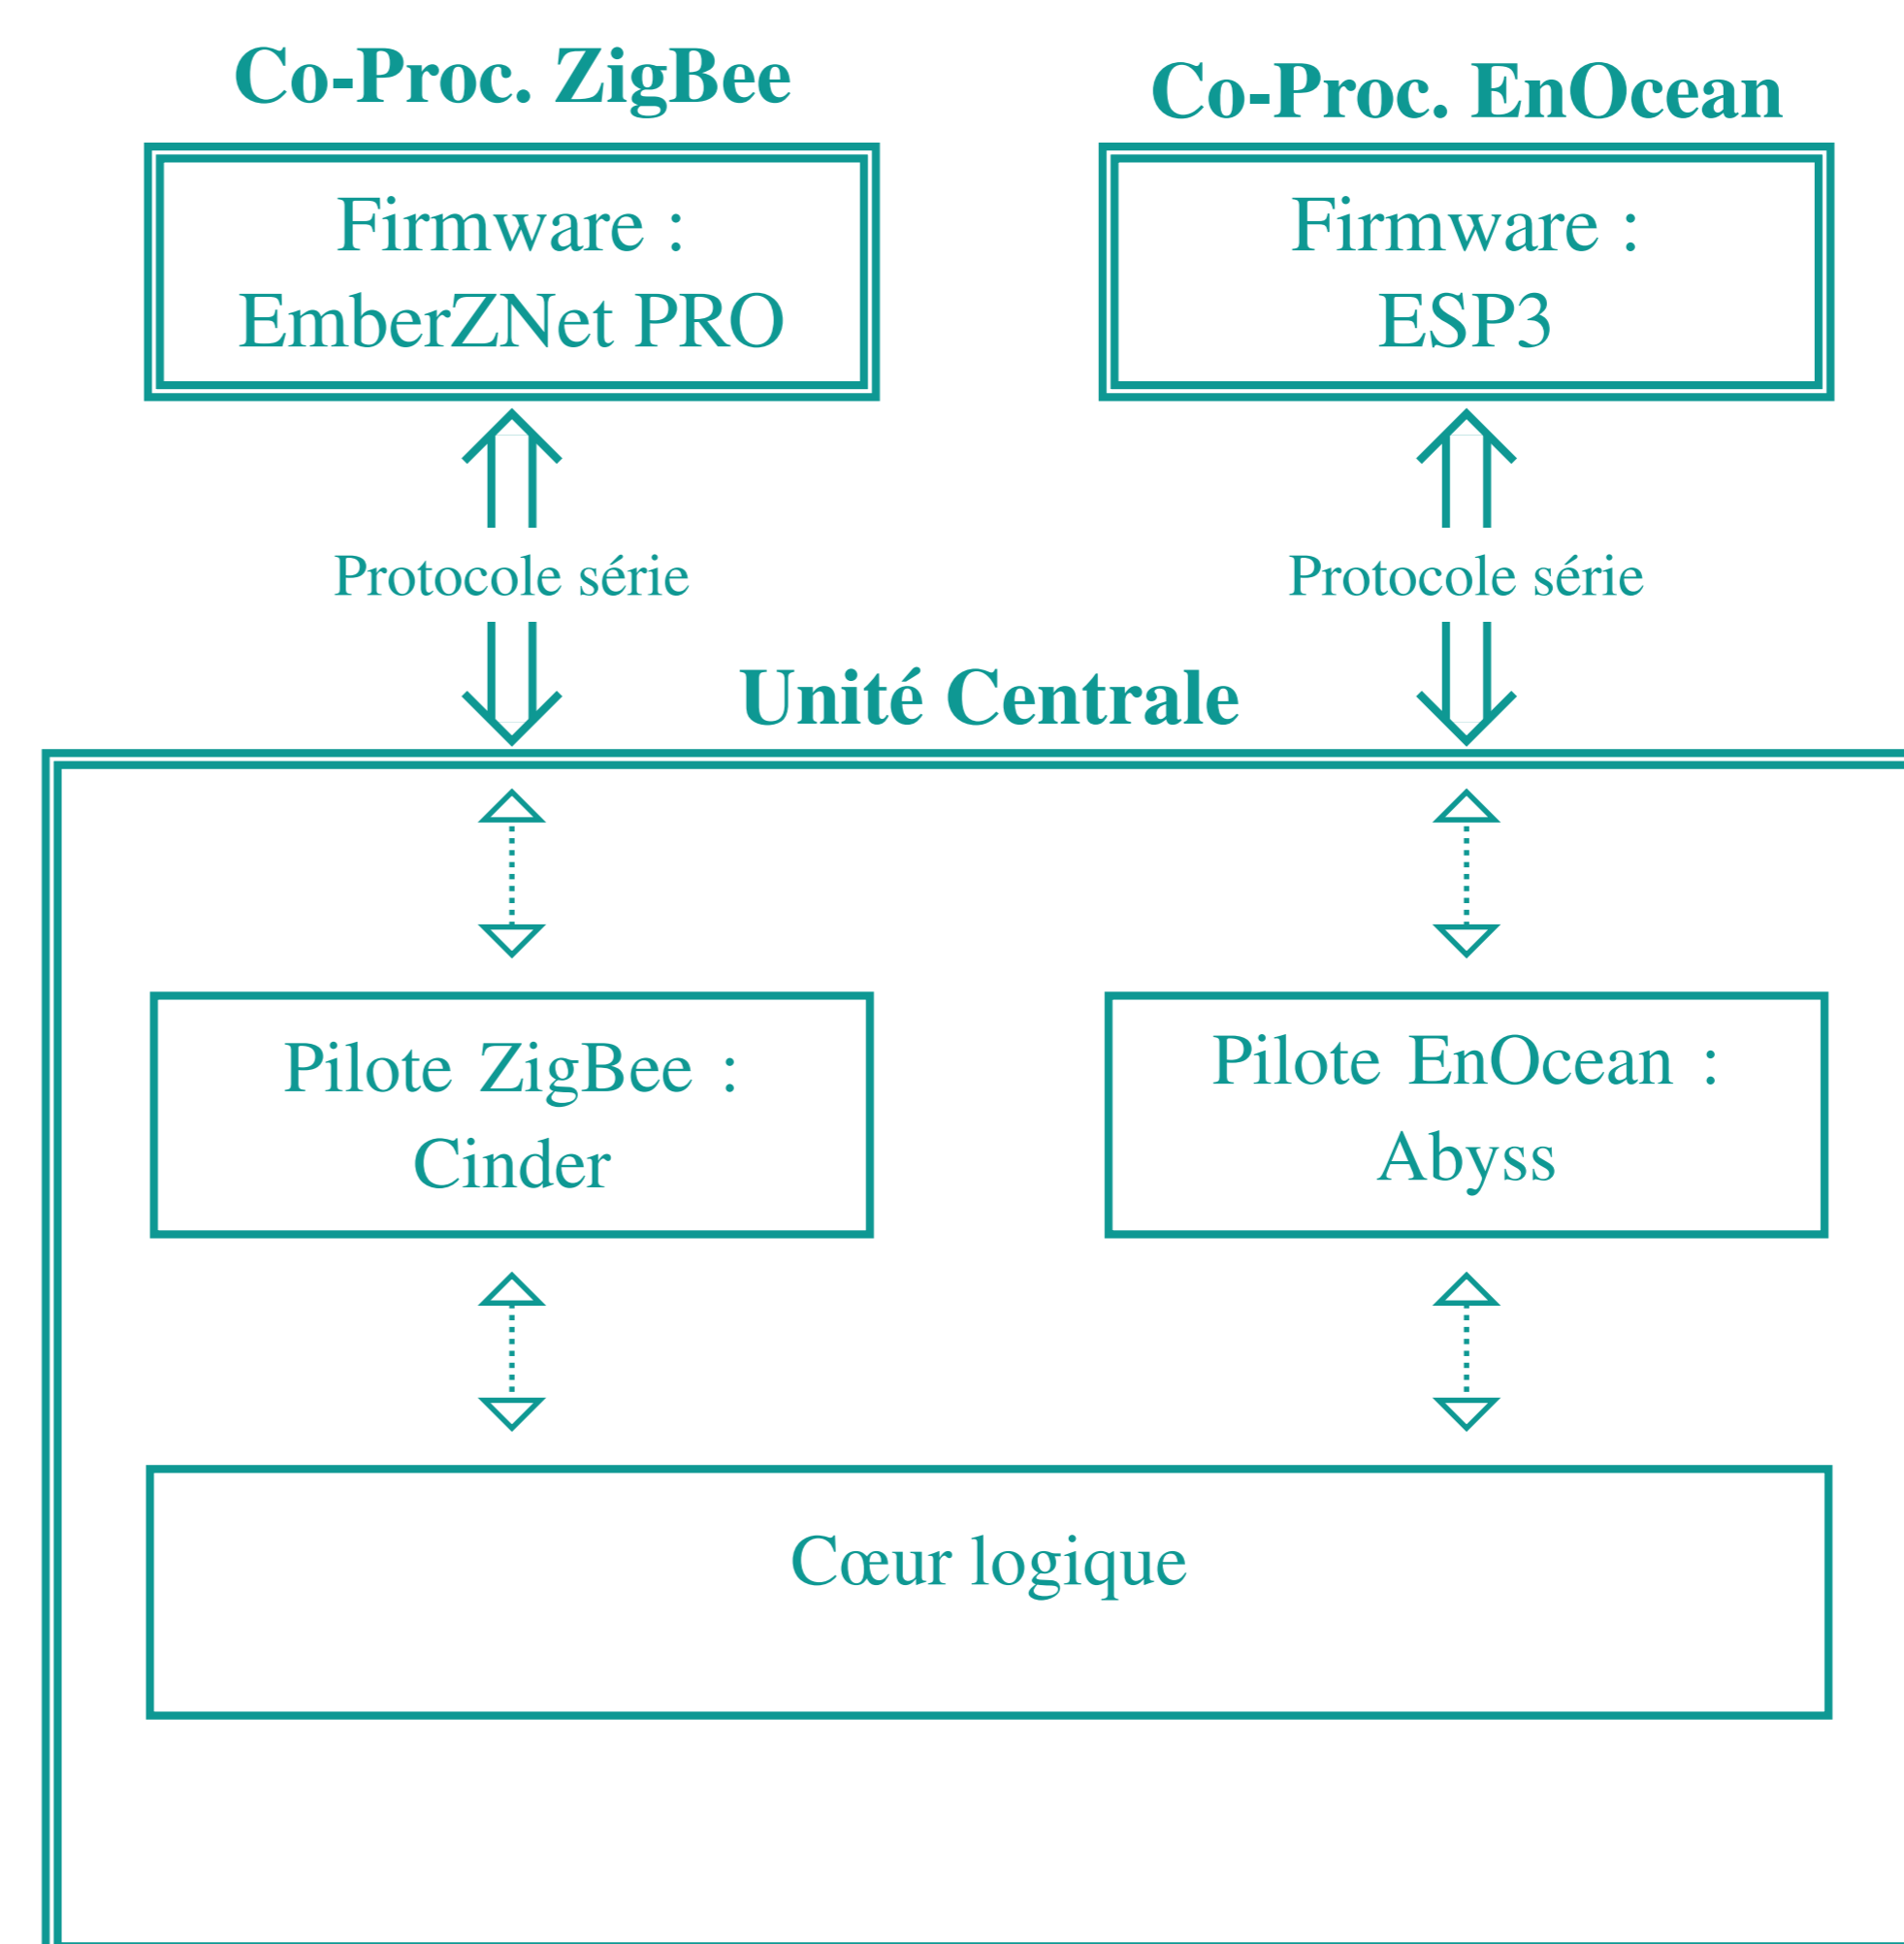 Co-Proc. ZigBee
Co-Proc. EnOcean
Firmware :
EmberZNet PRO
Firmware :
ESP3
Protocole série
Protocole série
Unité Centrale
Pilote ZigBee :
Cinder
Pilote EnOcean :
Abyss
Cœur logique